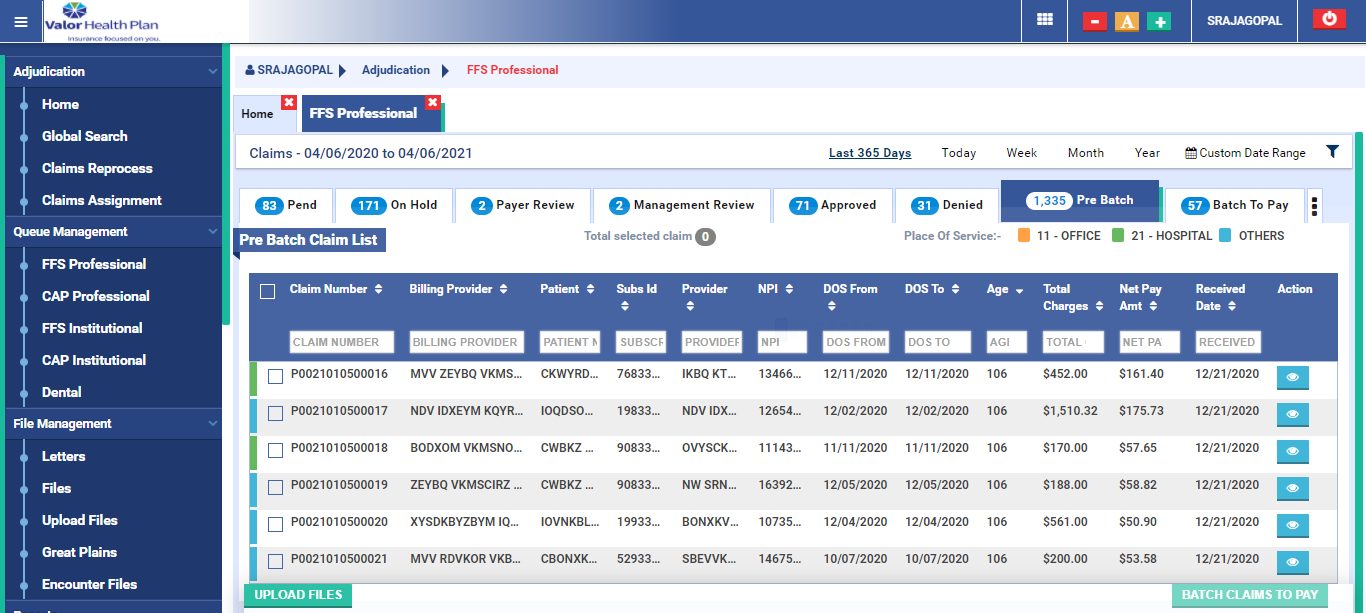 Valor Health Plan
Insurance focused on you.
A
SRAJAGOPAL
Adjudication
Home
Global Search
Claims Reprocess
Claims Assignment
Queue Management
FFS Professional
CAP Professional
FFS Institutional
CAP Institutional
Dental
File Management
Letters
Files
Upload Files
Great Plains
Encounter Files
SRAJAGOPAL Adjudication FFS Professional
Home FFS Professional
Claims - 04/06/2020 to 04/06/2021 Last 365 Days Today Week Month Year Custom Date Range
83 Pend 171 On Hold 2 Payer Review 2 Management Review 71 Approved 31 Denied 1,335 Pre Batch 57 Batch To Pay
Pre Batch Claim List Total selected claim 0 Place Of Service:- 11 - OFFICE 21 - HOSPITAL OTHERS
Claim Number Billing Provider Patient Subs Id Provider NPI DOS From DOS To Age Total Charges Net Pay Amt Received Date Action
CLAIM NUMBER BILLING PROVIDER PATIENT N SUBSCF PROVIDER NPI DOS FROM DOS TO AGI TOTAL NET PA RECEIVED
P0021010500016 MVV ZEYBQ VKMS... CKWYRD... 76833... IKBQ KT... 13466... 12/11/2020 12/11/2020 106 $452.00 $161.40 12/21/2020
P0021010500017 NDV IDXEYM KQYR... IOQDSO... 19833... NDV IDX... 12654... 12/02/2020 12/02/2020 106 $1,510.32 $175.73 12/21/2020
P0021010500018 BODXOM VKMSNO... CWBKZ ... 90833... OVYSCK... 11143... 11/11/2020 11/11/2020 106 $170.00 $57.65 12/21/2020
P0021010500019 ZEYBQ VKMSCIRZ ... CWBKZ ... 90833... NW SRN... 16392... 12/05/2020 12/05/2020 106 $188.00 $58.82 12/21/2020
P0021010500020 XYSDKBYZBYM IQ... IOVNKBL... 19933... BONXKV... 10735... 12/04/2020 12/04/2020 106 $561.00 $50.90 12/21/2020
P0021010500021 MVV RDVKOR VKB... CBONXK... 52933... SBEVVK... 14675... 10/07/2020 10/07/2020 106 $200.00 $53.58 12/21/2020
UPLOAD FILES BATCH CLAIMS TO PAY